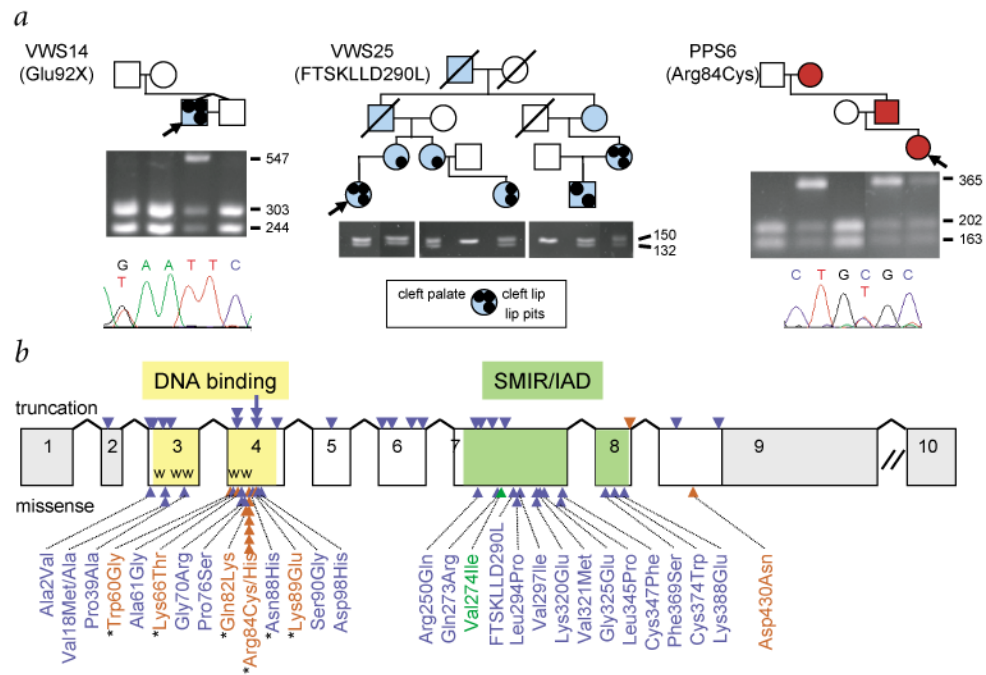 a
VWS14
(Glu92X)
VWS25
(FTSKLLD290L)
PPS6
(Arg84Cys)
547
303
244
150
132
365
202
163
G A A T T C
T
cleft palate
cleft lip
lip pits
C T G C G C
T
b
DNA binding
SMIR/IAD
truncation
1 2 3 4 5 6 7 8 9 10
w w w w w
missense
Ala2Val
Val18Met/Ala
Pro39Ala
*Trp60Gly
Ala61Gly
*Lys66Thr
Gly70Arg
Pro76Ser
*Gln82Lys
*Arg84Cys/His
*Asn88His
*Lys89Glu
Ser90Gly
Asp98His
Arg250Gln
Gln273Arg
Val274Ile
FTSKLLD290L
Leu294Pro
Val297Ile
Lys320Glu
Val321Met
Gly325Glu
Leu345Pro
Cys347Phe
Phe369Ser
Cys374Trp
Lys388Glu
Asp430Asn